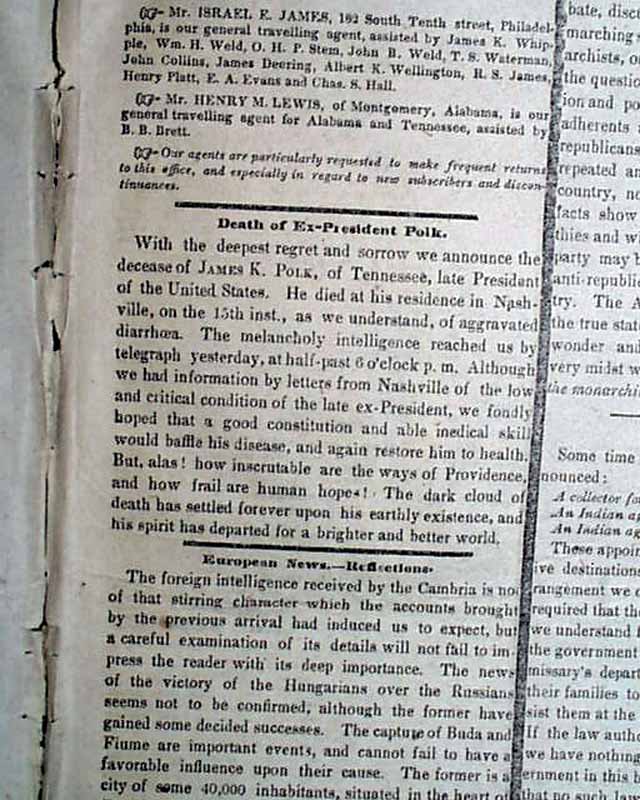 ☞ Mr. ISRAEL E. JAMES, 182 South Tenth street, Philadel-
phia, is our general travelling agent, assisted by James K. Whip-
ple, Wm. H. Weld, O. H. P. Stem, John B. Weld, T. S. Waterman,
John Collins, James Deering, Albert K. Wellington, R. S. James,
Henry Platt, E. A. Evans and Chas. S. Hall.
☞ Mr. HENRY M. LEWIS, of Montgomery, Alabama, is our
general travelling agent for Alabama and Tennessee, assisted by
B. B. Brett.
☞ Our agents are particularly requested to make frequent returns
to this office, and especially in regard to new subscribers and discon-
tinuances.
Death of Ex-President Polk.
With the deepest regret and sorrow we announce the
decease of JAMES K. POLK, of Tennessee, late President
of the United States. He died at his residence in Nash-
ville, on the 15th inst., as we understand, of aggravated
diarrhœa. The melancholy intelligence reached us by
telegraph yesterday, at half-past 6 o'clock p. m. Although
we had information by letters from Nashville of the low
and critical condition of the late ex-President, we fondly
hoped that a good constitution and able medical skill
would baffle his disease, and again restore him to health.
But, alas! how inscrutable are the ways of Providence,
and how frail are human hopes! The dark cloud of
death has settled forever upon his earthly existence, and
his spirit has departed for a brighter and better world.
European News.—Reflections.
The foreign intelligence received by the Cambria is not
of that stirring character which the accounts brought
by the previous arrival had induced us to expect, but
a careful examination of its details will not fail to im-
press the reader with its deep importance. The news
of the victory of the Hungarians over the Russians
seems not to be confirmed, although the former have
gained some decided successes. The capture of Buda and
Fiume are important events, and cannot fail to have a
favorable influence upon their cause. The former is a
city of some 40,000 inhabitants, situated in the heart of
bate, disc
marching
archists, o
the questio
ion and po
adherents
republicans
repeated an
country, n
facts show
thies and wi
party may b
anti-republi
try. The A
the true stat
wonder and
very midst w
the monarchi
Some time
nounced:
A collector fo
An Indian ag
An Indian ag
These appoin
ive destinations
rangement we c
required that the
we understand
the government
missary's depart
their families to
sist them at the
If the law autho
we have nothing
ernment in this b
that no such law